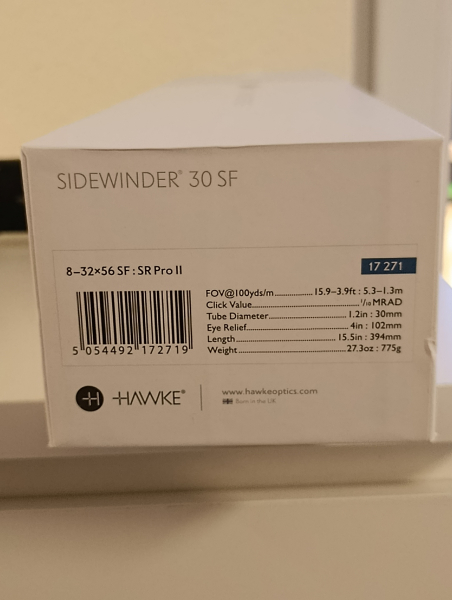 SIDEWINDER® 30 SF
8–32×56 SF : SR Pro II
17 271
FOV@100yds/m 15.9–3.9ft : 5.3–1.3m
Click Value 1/10 MRAD
Tube Diameter 1.2in : 30mm
Eye Relief 4in : 102mm
Length 15.5in : 394mm
Weight 27.3oz : 775g
5 054492 172719
HAWKE®
www.hawkeoptics.com
Born in the UK